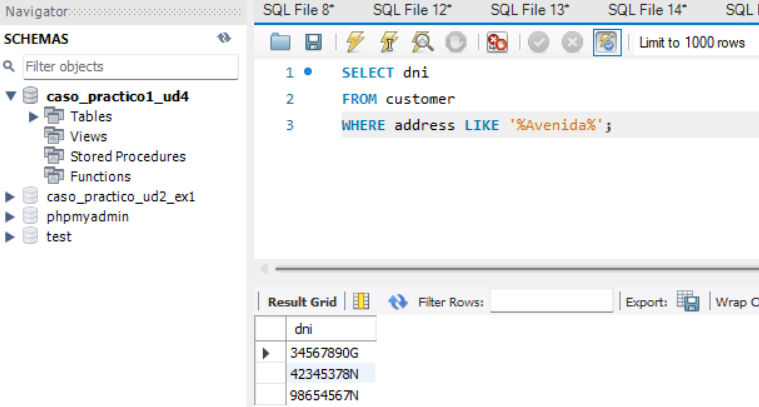 Navigator
SCHEMAS
Filter objects
caso_practico1_ud4
Tables
Views
Stored Procedures
Functions
caso_practico_ud2_ex1
phpmyadmin
test
SQL File 8* SQL File 12* SQL File 13* SQL File 14* SQL
Limit to 1000 rows
1 SELECT dni
2 FROM customer
3 WHERE address LIKE '%Avenida%';
Result Grid Filter Rows: Export: Wrap C
dni
34567890G
42345378N
98654567N